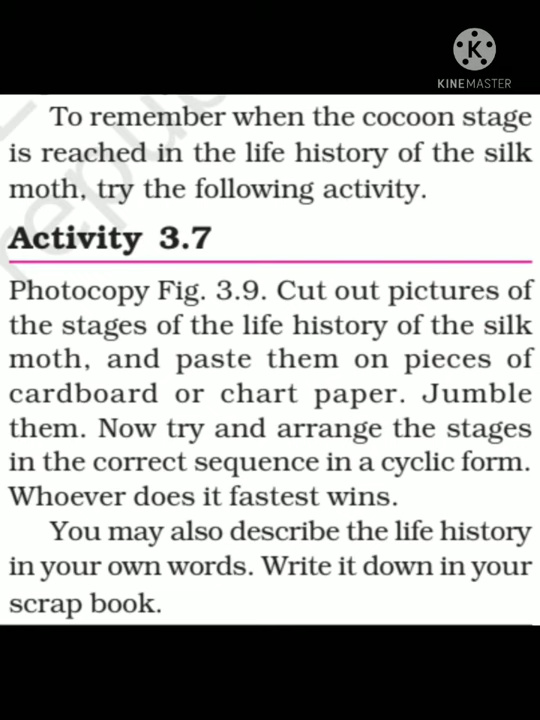 KINEMASTER
To remember when the cocoon stage
is reached in the life history of the silk
moth, try the following activity.
Activity 3.7
Photocopy Fig. 3.9. Cut out pictures of
the stages of the life history of the silk
moth, and paste them on pieces of
cardboard or chart paper. Jumble
them. Now try and arrange the stages
in the correct sequence in a cyclic form.
Whoever does it fastest wins.
You may also describe the life history
in your own words. Write it down in your
scrap book.